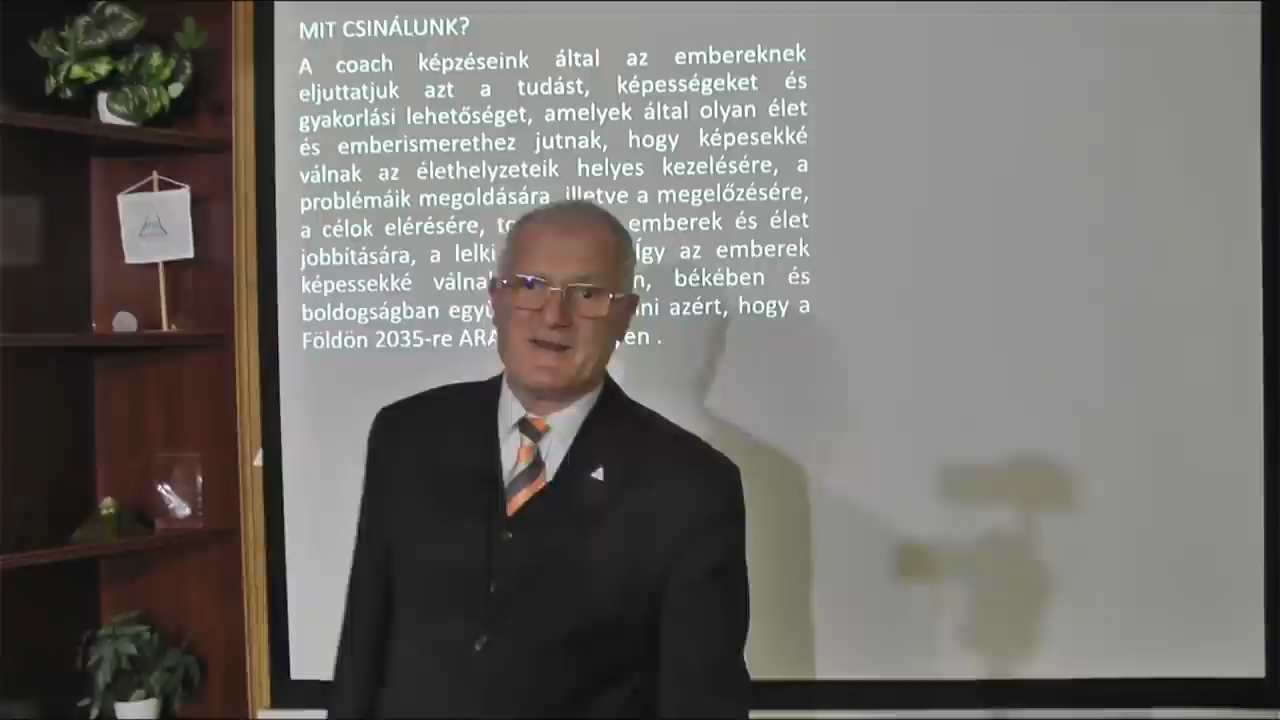 MIT CSINÁLUNK?
A coach képzéseink által az embereknek
eljuttatjuk azt a tudást, képességeket és
gyakorlási lehetőséget, amelyek által olyan élet
és emberismerethez jutnak, hogy képesekké
válnak az élethelyzeteik helyes kezelésére, a
problémáik megoldására, illetve a megelőzésére,
a célok elérésére, emberek és élet
jobbítására, a lelki így az emberek
képessekké békében és
boldogságban azért, hogy a
Földön 2035-re